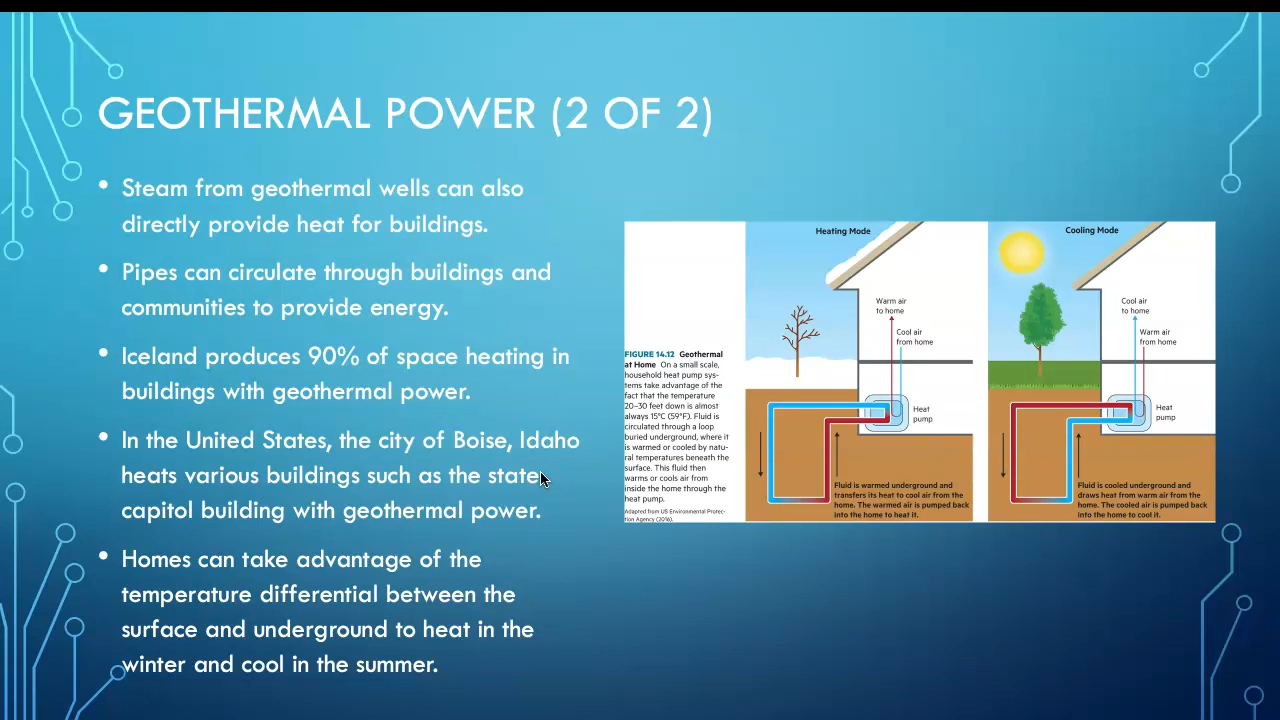 GEOTHERMAL POWER (2 OF 2)
• Steam from geothermal wells can also
directly provide heat for buildings.
• Pipes can circulate through buildings and
communities to provide energy.
• Iceland produces 90% of space heating in
buildings with geothermal power.
• In the United States, the city of Boise, Idaho
heats various buildings such as the state
capitol building with geothermal power.
• Homes can take advantage of the
temperature differential between the
surface and underground to heat in the
winter and cool in the summer.
FIGURE 14.12 Geothermal
at Home On a small scale,
household heat pump sys-
tems take advantage of the
fact that the temperature
20–30 feet down is almost
always 15°C (59°F). Fluid is
circulated through a loop
buried underground, where it
is warmed or cooled by natu-
ral temperatures beneath the
surface. This fluid then
warms or cools air from
inside the home through the
heat pump.
Adapted from US Environmental Protec-
tion Agency (2016).
Heating Mode
Warm air
to home
Cool air
from home
Heat
pump
Fluid is warmed underground and
transfers its heat to cool air from the
home. The warmed air is pumped back
into the home to heat it.
Cooling Mode
Cool air
to home
Warm air
from home
Heat
pump
Fluid is cooled underground and
draws heat from warm air from the
home. The cooled air is pumped back
into the home to cool it.